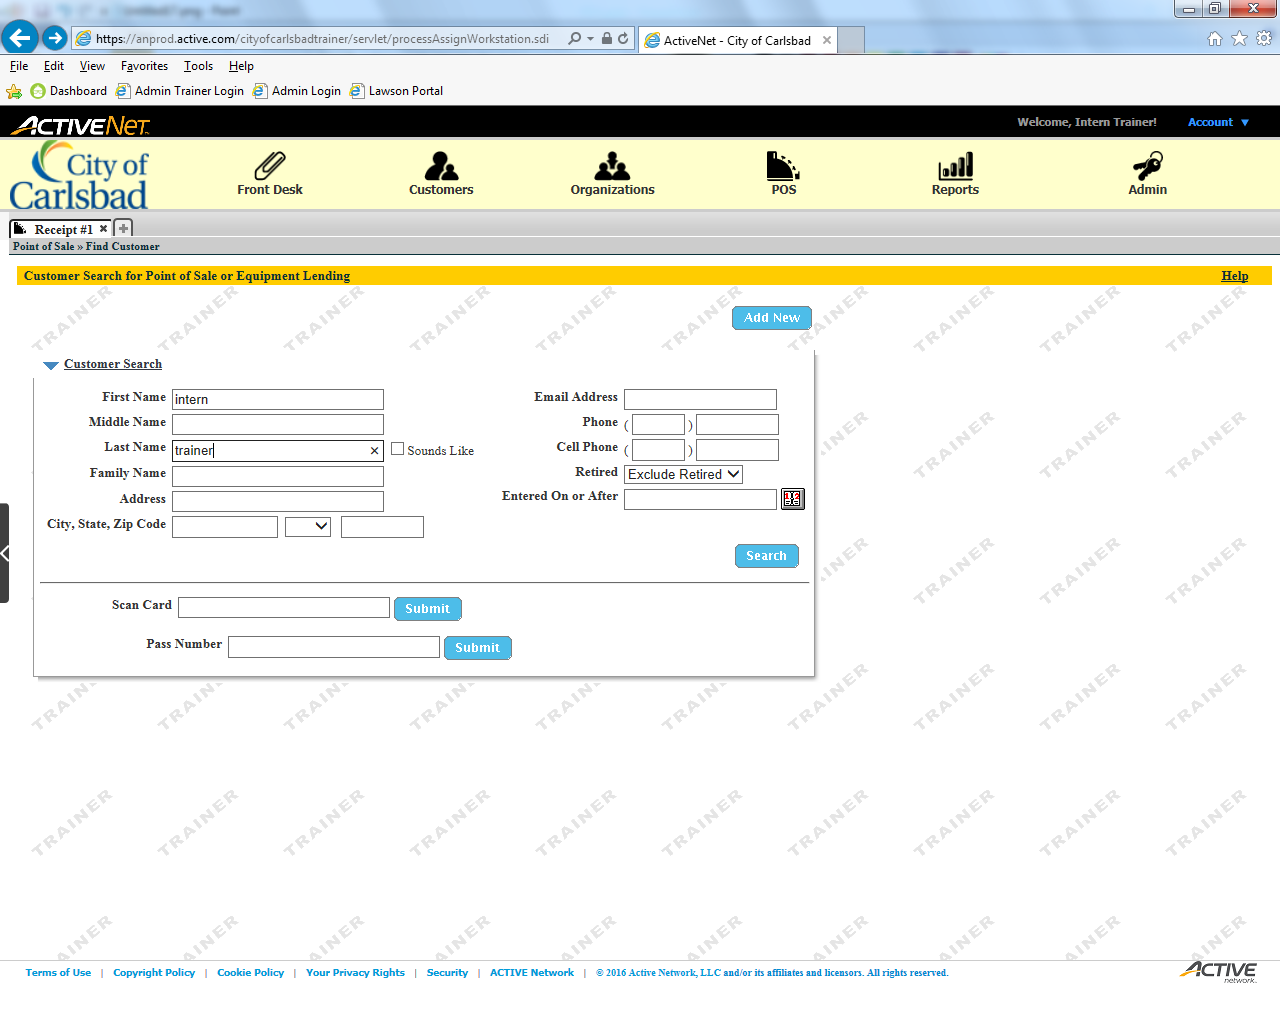 https://anprod.active.com/cityofcarlsbadtrainer/servlet/processAssignWorkstation.sdi
ActiveNet - City of Carlsbad
File Edit View Favorites Tools Help
Dashboard Admin Trainer Login Admin Login Lawson Portal
ACTIVENET Welcome, Intern Trainer! Account
City of
Carlsbad
Front Desk Customers Organizations POS Reports Admin
Receipt #1
Point of Sale » Find Customer
Customer Search for Point of Sale or Equipment Lending Help
Add New
Customer Search
First Name intern Email Address
Middle Name Phone ( )
Last Name trainer Sounds Like Cell Phone ( )
Family Name Retired Exclude Retired
Address Entered On or After
City, State, Zip Code
Search
Scan Card Submit
Pass Number Submit
TRAINER
Terms of Use | Copyright Policy | Cookie Policy | Your Privacy Rights | Security | ACTIVE Network | © 2016 Active Network, LLC and/or its affiliates and licensors. All rights reserved.
ACTIVE
network